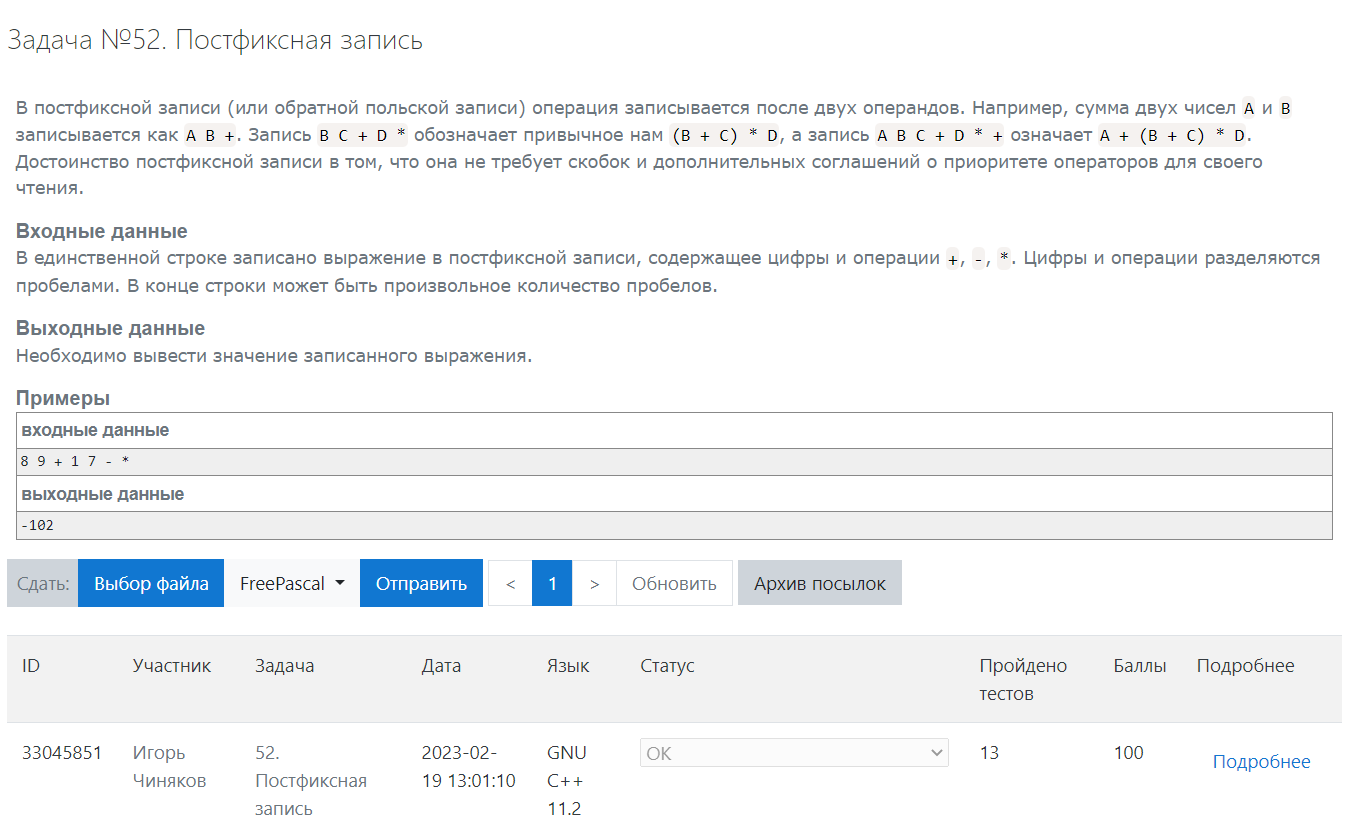 Задача №52. Постфиксная запись
В постфиксной записи (или обратной польской записи) операция записывается после двух операндов. Например, сумма двух чисел A и B
записывается как A B +. Запись B C + D * обозначает привычное нам (B + C) * D, а запись A B C + D * + означает A + (B + C) * D.
Достоинство постфиксной записи в том, что она не требует скобок и дополнительных соглашений о приоритете операторов для своего
чтения.
Входные данные
В единственной строке записано выражение в постфиксной записи, содержащее цифры и операции +, -, *. Цифры и операции разделяются
пробелами. В конце строки может быть произвольное количество пробелов.
Выходные данные
Необходимо вывести значение записанного выражения.
Примеры
входные данные
8 9 + 1 7 - *
выходные данные
-102
Сдать: Выбор файла FreePascal Отправить < 1 > Обновить Архив посылок
ID Участник Задача Дата Язык Статус Пройдено Баллы Подробнее
тестов
33045851 Игорь 52. 2023-02- GNU OK 13 100 Подробнее
Чиняков Постфиксная 19 13:01:10 C++
запись 11.2